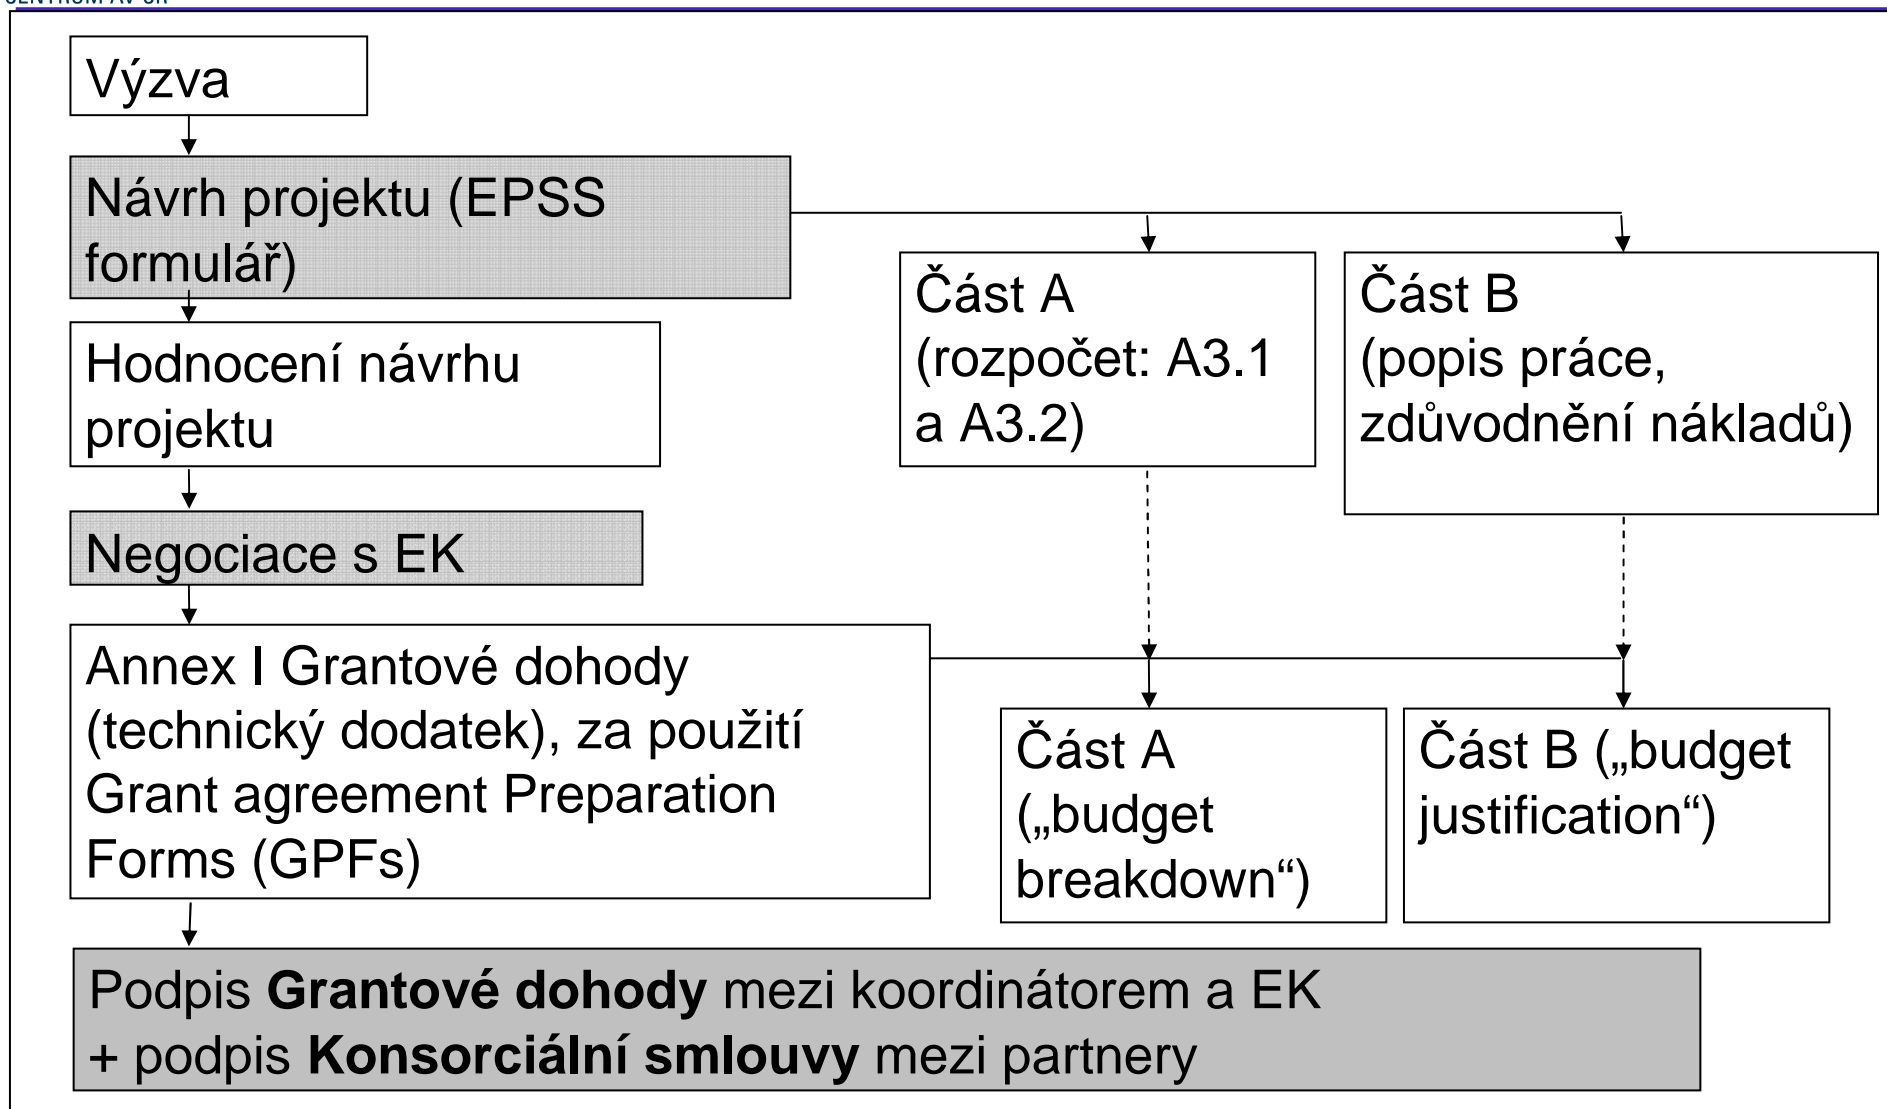 Výzva
Návrh projektu (EPSS
formulář)
Část A
(rozpočet: A3.1
a A3.2)
Část B
(popis práce,
zdůvodnění nákladů)
Hodnocení návrhu
projektu
Negociace s EK
Annex I Grantové dohody
(technický dodatek), za použití
Grant agreement Preparation
Forms (GPFs)
Část A
(„budget
breakdown“)
Část B („budget
justification“)
Podpis Grantové dohody mezi koordinátorem a EK
+ podpis Konsorciální smlouvy mezi partnery